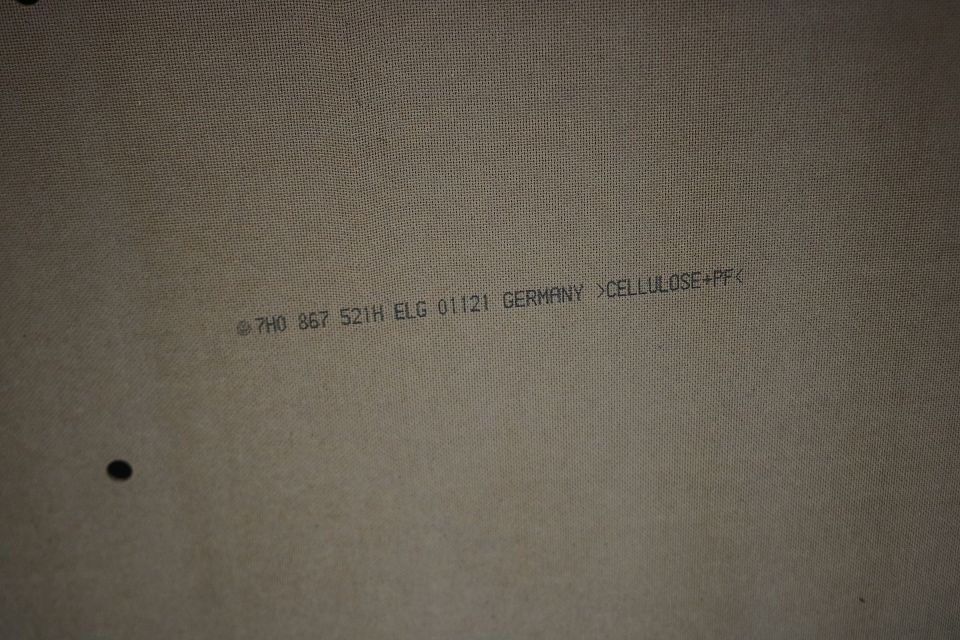 7H0 867 521H ELG 01121 GERMANY >CELLULOSE+PF<